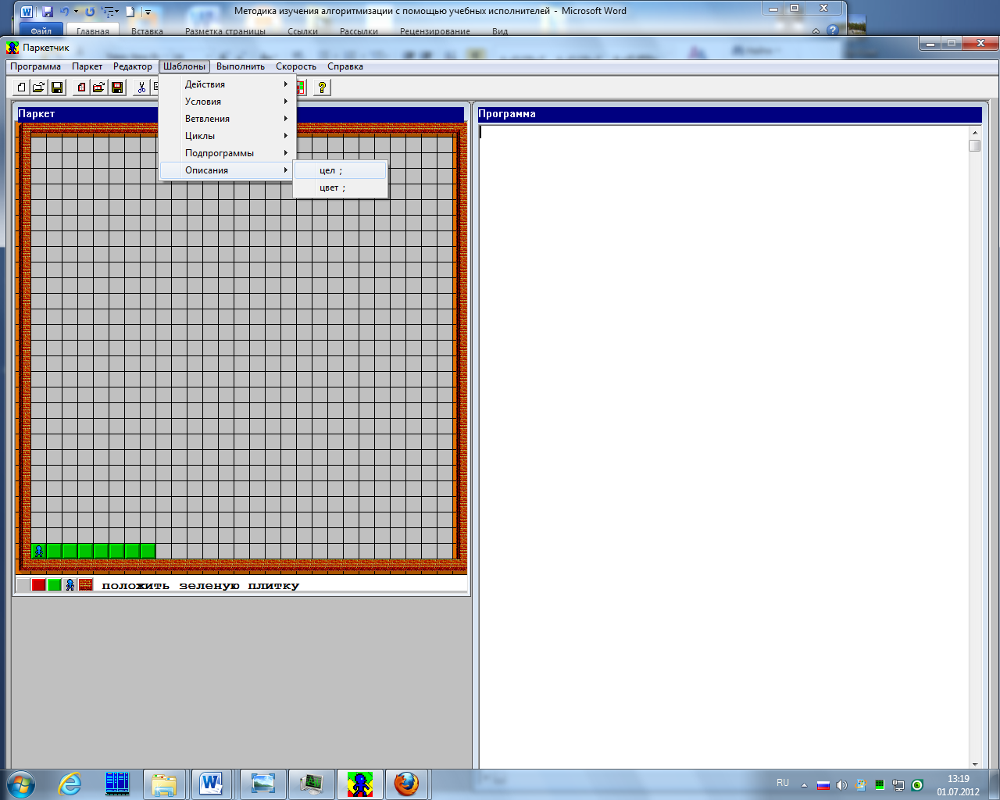 Методика изучения алгоритмизации с помощью учебных исполнителей - Microsoft Word
Файл Главная Вставка Разметка страницы Ссылки Рассылки Рецензирование Вид
Паркетчик
Программа Паркет Редактор Шаблоны Выполнить Скорость Справка
Действия
Условия
Ветвления
Циклы
Подпрограммы
Описания
цел ;
цвет ;
Паркет
Программа
положить зеленую плитку
RU
13:19
01.07.2012